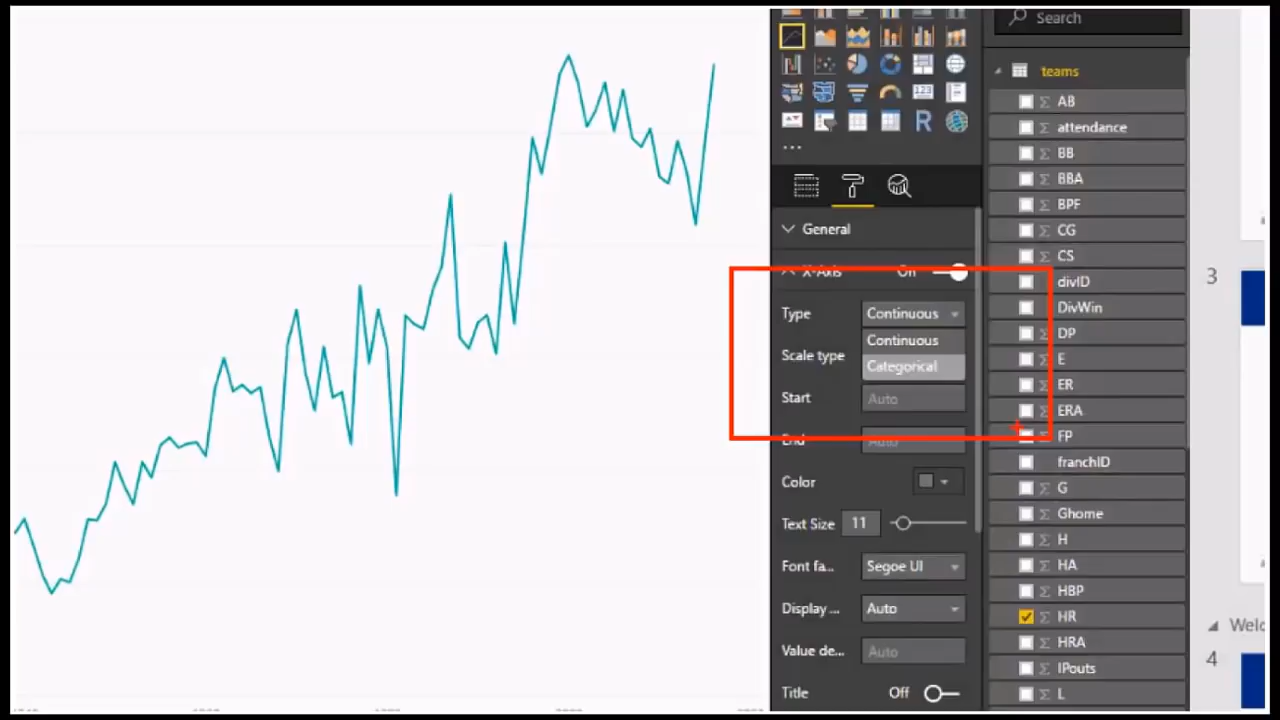 Search
teams
AB
attendance
BB
BBA
BPF
CG
CS
divID
DivWin
DP
E
ER
ERA
FP
franchID
G
Ghome
H
HA
HBP
HR
HRA
IPouts
L
123
R
...
General
X-Axis On
Type Continuous
Continuous
Scale type Categorical
Start Auto
End Auto
Color
Text Size 11
Font fa... Segoe UI
Display ... Auto
Value de... Auto
Title Off
3
4